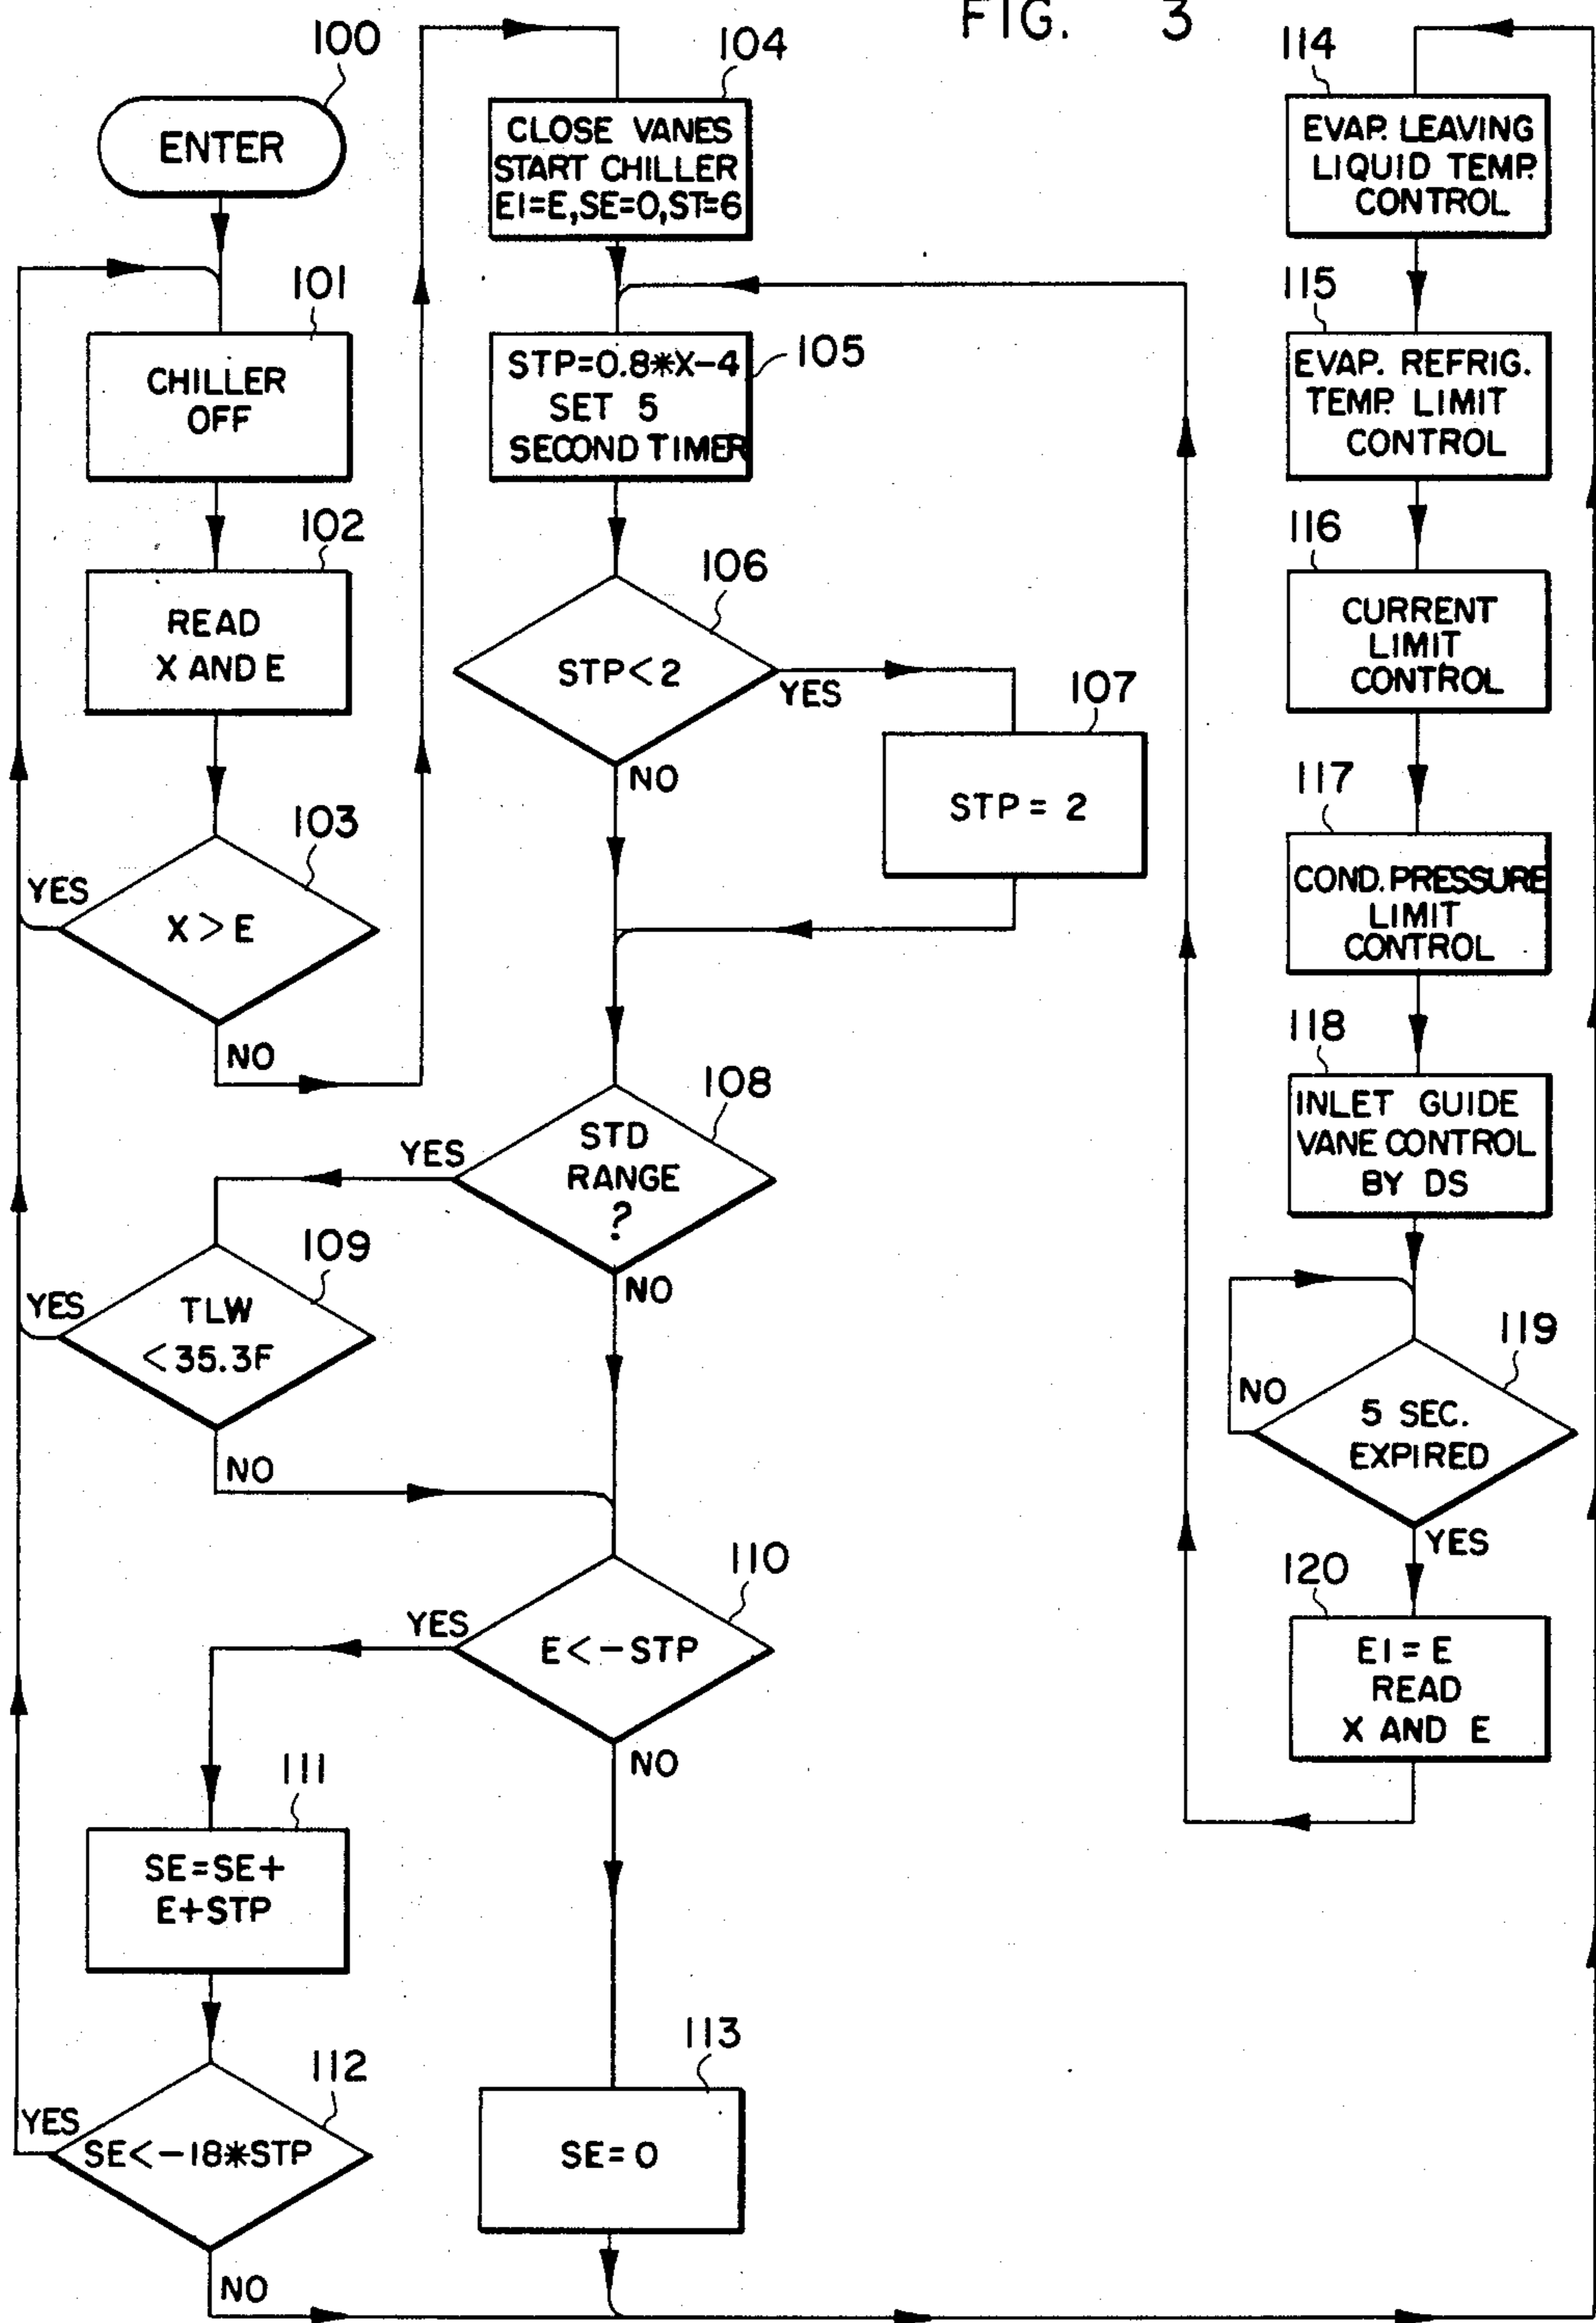 FIG. 3
100
ENTER
101
CHILLER
OFF
102
READ
X AND E
103
X > E
YES
NO
104
CLOSE VANES
START CHILLER
E1=E,SE=0,ST=6
105
STP=0.8*X-4
SET 5
SECOND TIMER
106
STP<2
YES
NO
107
STP = 2
108
STD
RANGE
?
YES
NO
109
TLW
<35.3F
YES
NO
110
E<-STP
YES
NO
111
SE=SE+
E+STP
112
SE<-18*STP
YES
NO
113
SE=0
114
EVAP. LEAVING
LIQUID TEMP.
CONTROL
115
EVAP. REFRIG.
TEMP. LIMIT
CONTROL
116
CURRENT
LIMIT
CONTROL
117
COND. PRESSURE
LIMIT
CONTROL
118
INLET GUIDE
VANE CONTROL
BY DS
119
5 SEC.
EXPIRED
NO
YES
120
E1=E
READ
X AND E